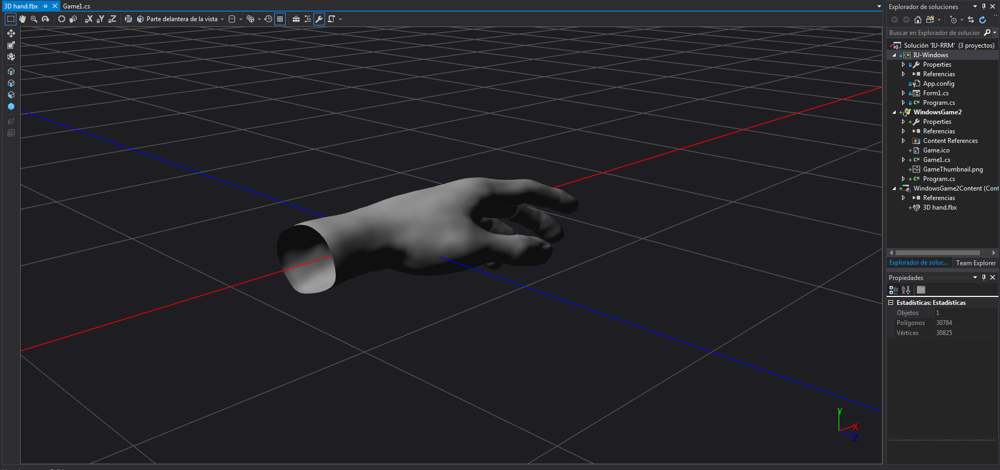 3D hand.fbx
Game1.cs
X
Y
Z
Parte delantera de la vista
Y
X
Z
Explorador de soluciones
Buscar en Explorador de solucior
Solución 'IU-RRM' (3 proyectos)
C# IU-Windows
Properties
Referencias
App.config
Form1.cs
C# Program.cs
WindowsGame2
Properties
Referencias
Content References
Game.ico
C# Game1.cs
GameThumbnail.png
C# Program.cs
WindowsGame2Content (Cont
Referencias
3D hand.fbx
Explorador de soluc... Team Explorer
Propiedades
Estadísticas: Estadísticas
Objetos 1
Polígonos 30784
Vértices 30825